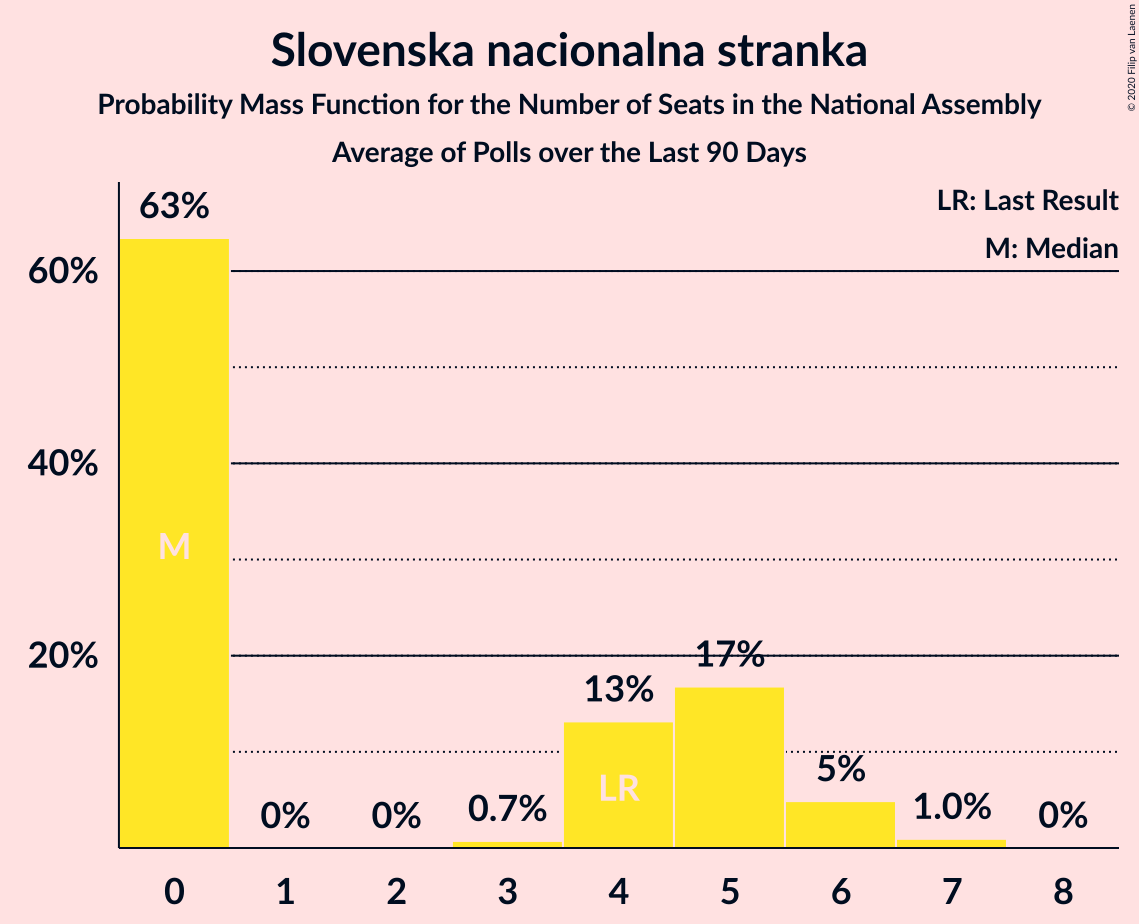 Slovenska nacionalna stranka
Probability Mass Function for the Number of Seats in the National Assembly
Average of Polls over the Last 90 Days
© 2020 Filip van Laenen
LR: Last Result
M: Median
63%
60%
40%
M
20%
17%
13%
LR
5%
0%
0%
0.7%
1.0%
0%
0 1 2 3 4 5 6 7 8